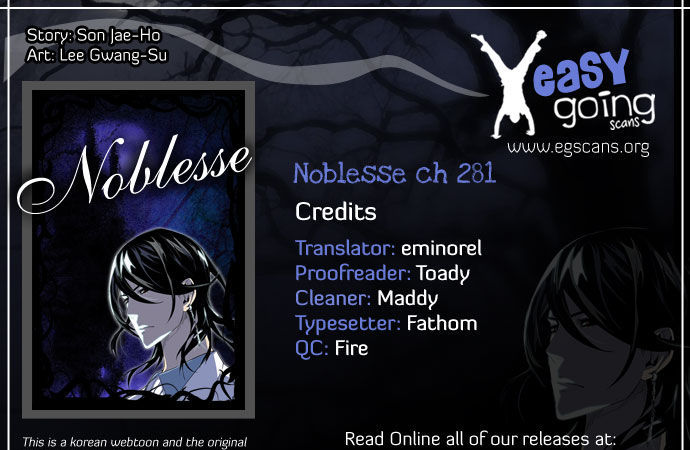 Story: Son Jae-Ho
Art: Lee Gwang-Su
easy
going
scans
www.egscans.org
Noblesse
Noblesse ch 281
Credits
Translator: eminorel
Proofreader: Toady
Cleaner: Maddy
Typesetter: Fathom
QC: Fire
This is a korean webtoon and the original
Read Online all of our releases at: